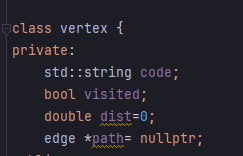 class vertex {
private:
    std::string code;
    bool visited;
    double dist=0;
    edge *path= nullptr;